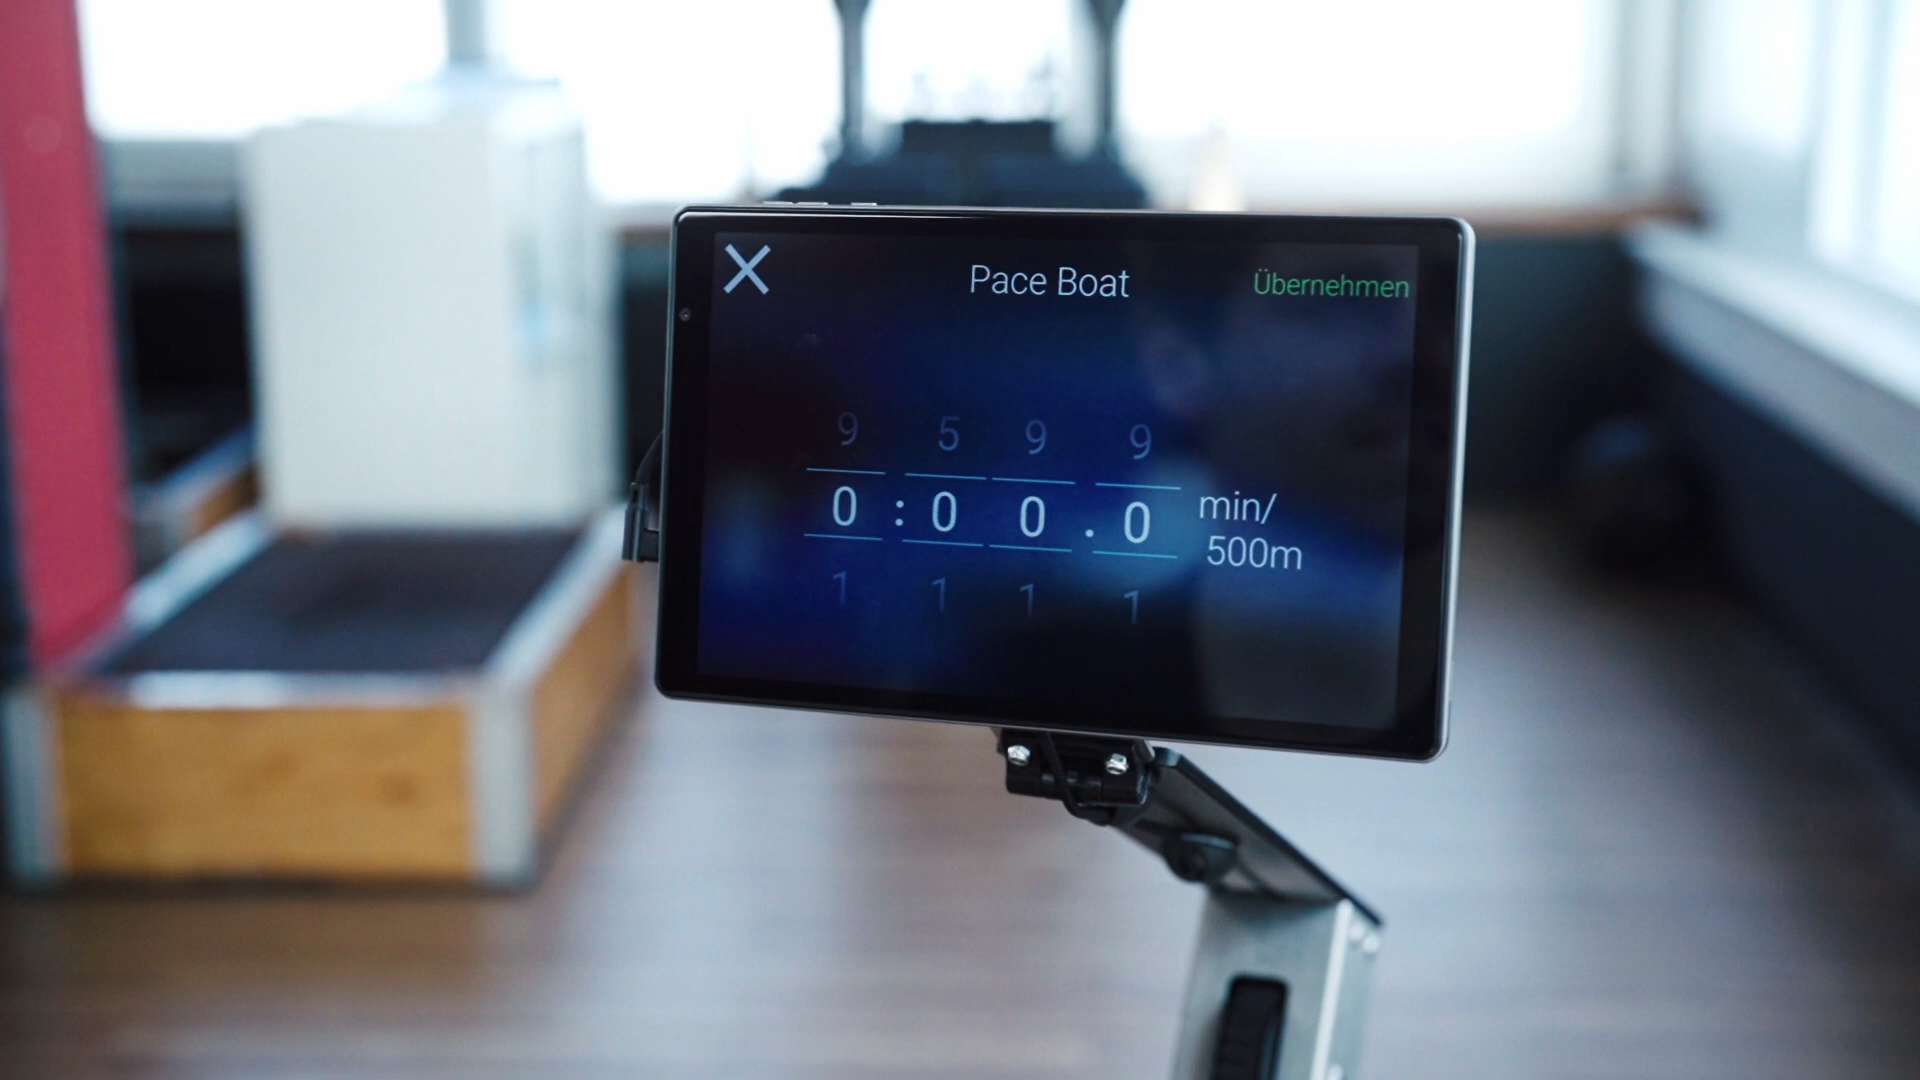 Pace Boat Übernehmen
9 5 9 9
0 : 0 0 . 0 min/
500m
1 1 1 1